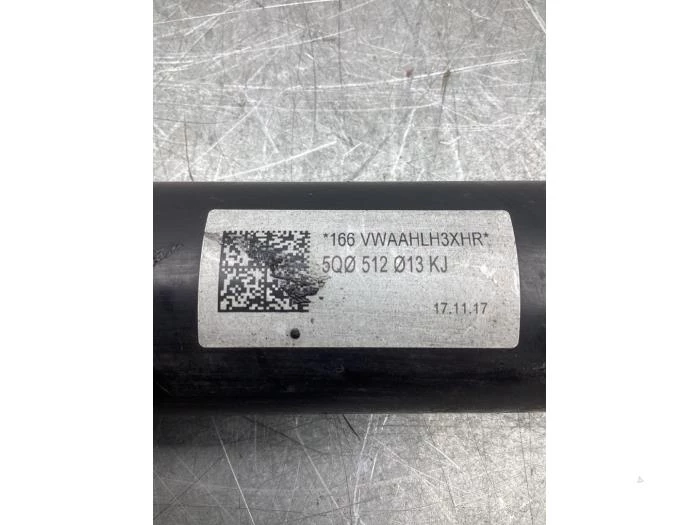 *166 VWAAHLH3XHR*
5QØ 512 Ø13 KJ
17.11.17